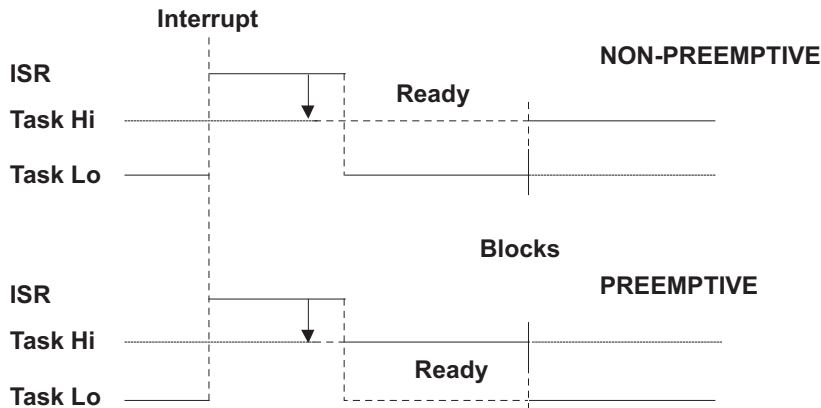 Interrupt
NON-PREEMPTIVE
ISR
Ready
Task Hi
Task Lo
Blocks
PREEMPTIVE
ISR
Task Hi
Ready
Task Lo